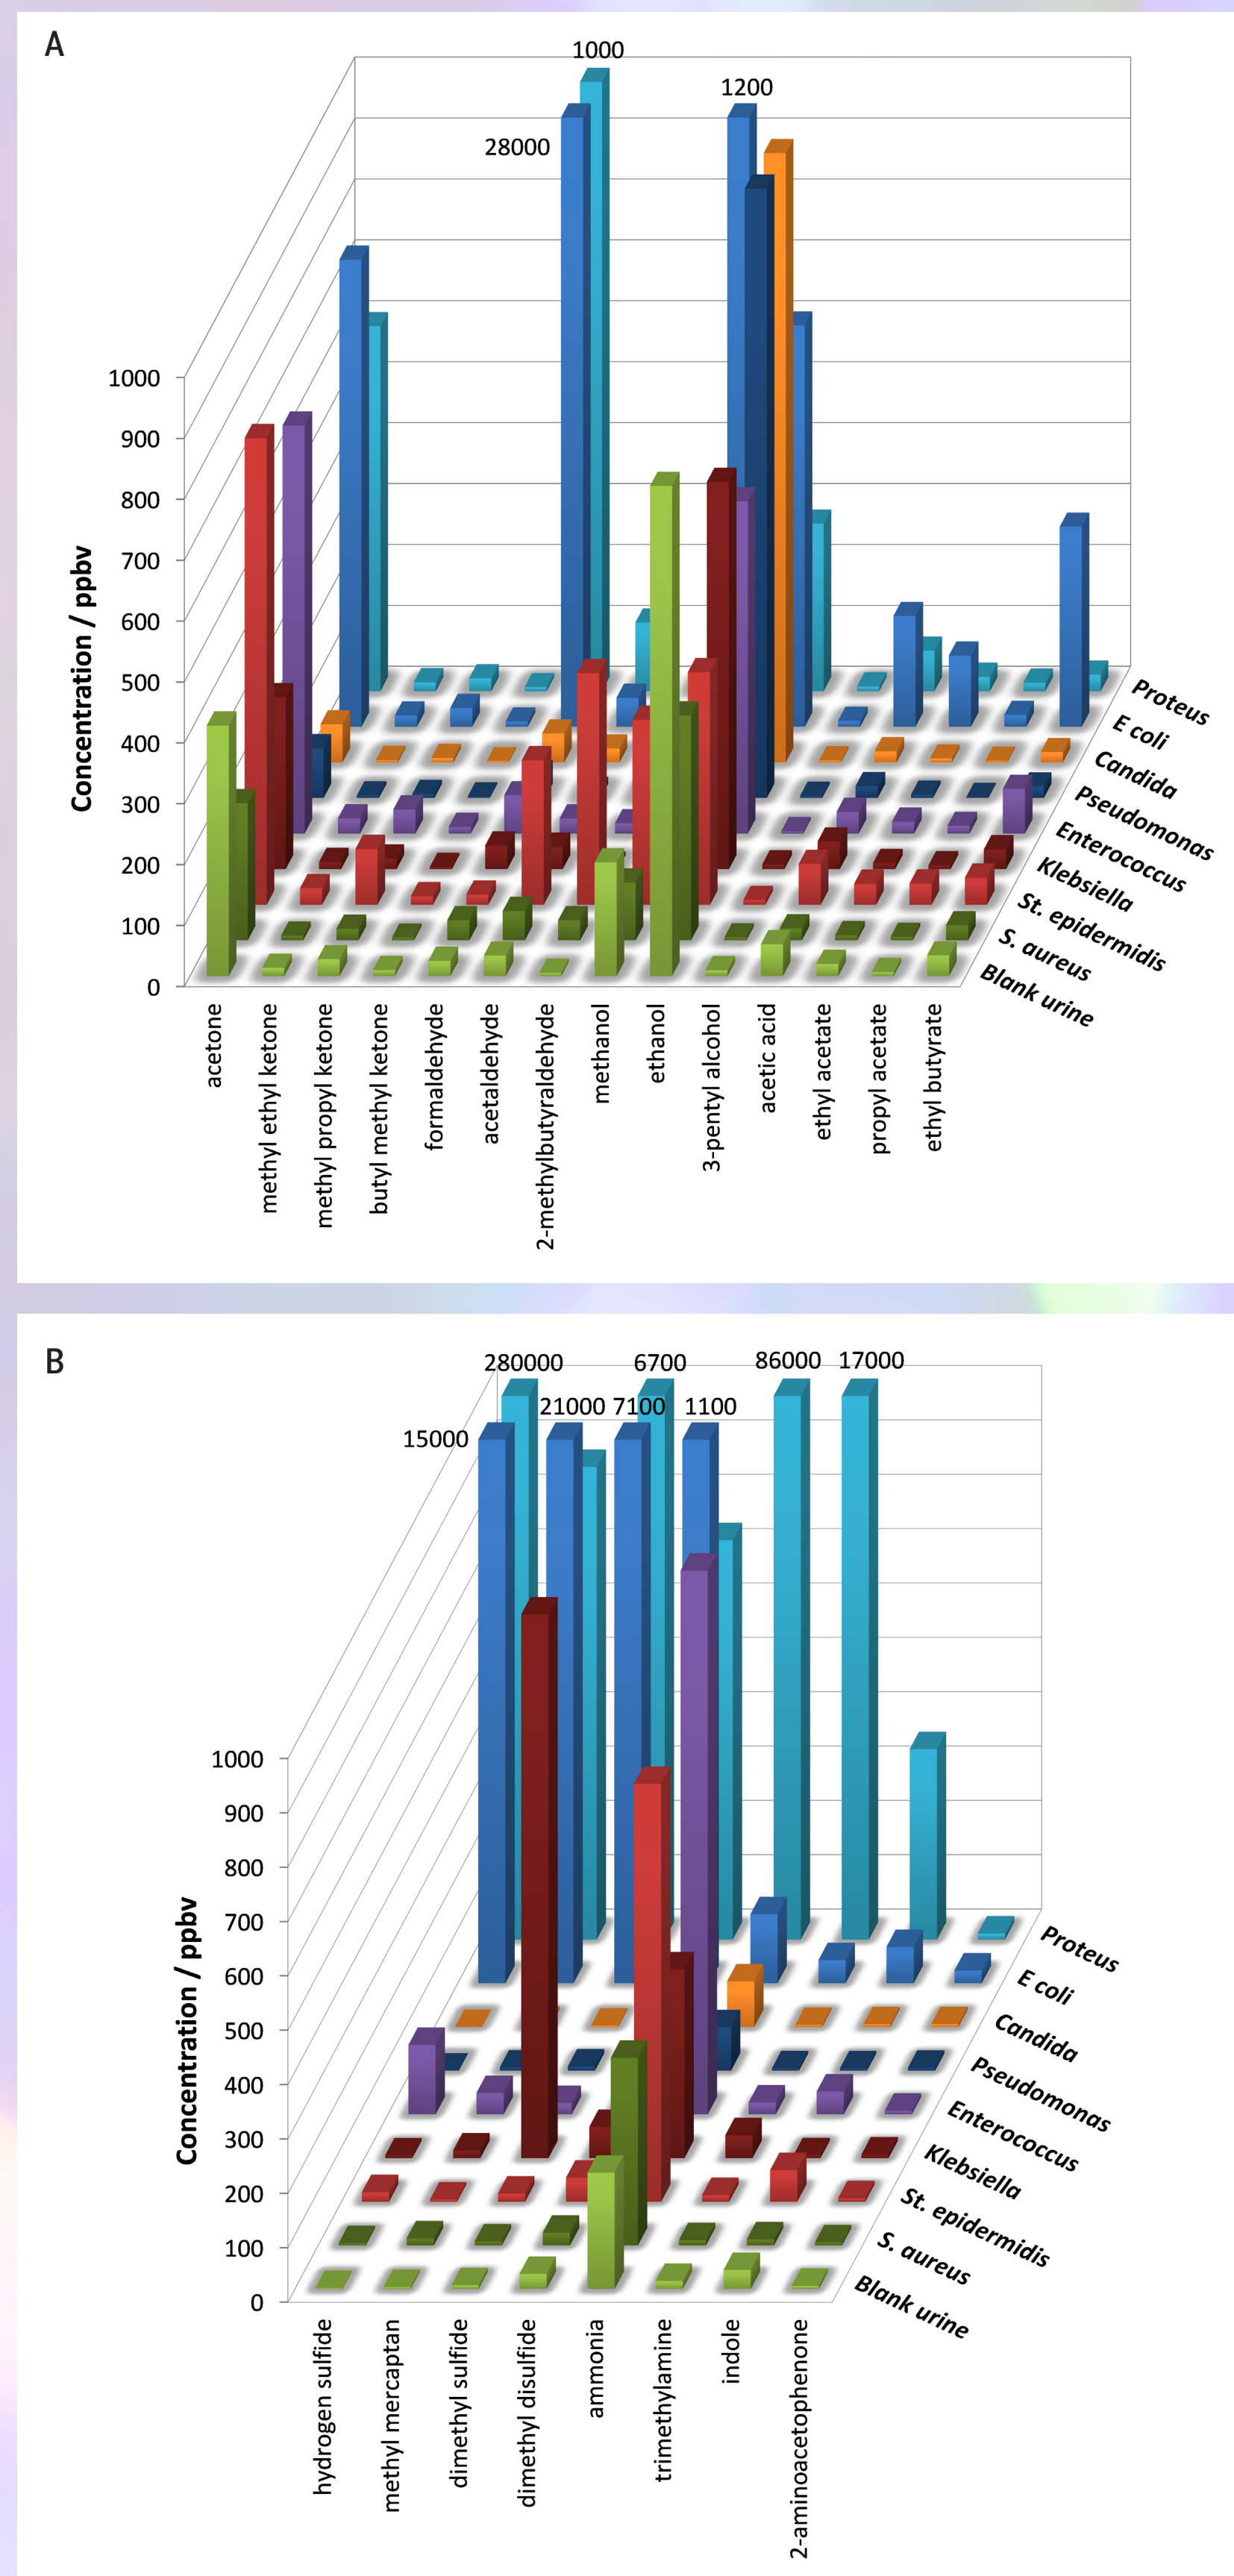 A
1000
1200
28000
1000
900
800
700
600
500
400
300
200
100
0
Concentration / ppbv
Proteus
E coli
Candida
Pseudomonas
Enterococcus
Klebsiella
St. epidermidis
S. aureus
Blank urine
acetone
methyl ethyl ketone
methyl propyl ketone
butyl methyl ketone
formaldehyde
acetaldehyde
2-methylbutyraldehyde
methanol
ethanol
3-pentyl alcohol
acetic acid
ethyl acetate
propyl acetate
ethyl butyrate
B
280000
6700
86000
17000
15000
21000
7100
1100
1000
900
800
700
600
500
400
300
200
100
0
Concentration / ppbv
Proteus
E coli
Candida
Pseudomonas
Enterococcus
Klebsiella
St. epidermidis
S. aureus
Blank urine
hydrogen sulfide
methyl mercaptan
dimethyl sulfide
dimethyl disulfide
ammonia
trimethylamine
indole
2-aminoacetophenone